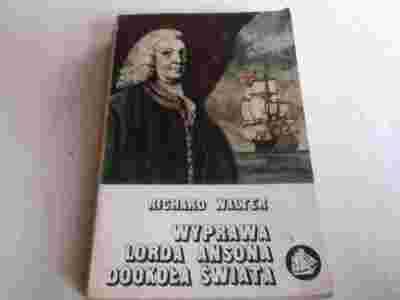 RICHARD WALTER
WYPRAWA
LORDA ANSONA
DOOKOŁA ŚWIATA